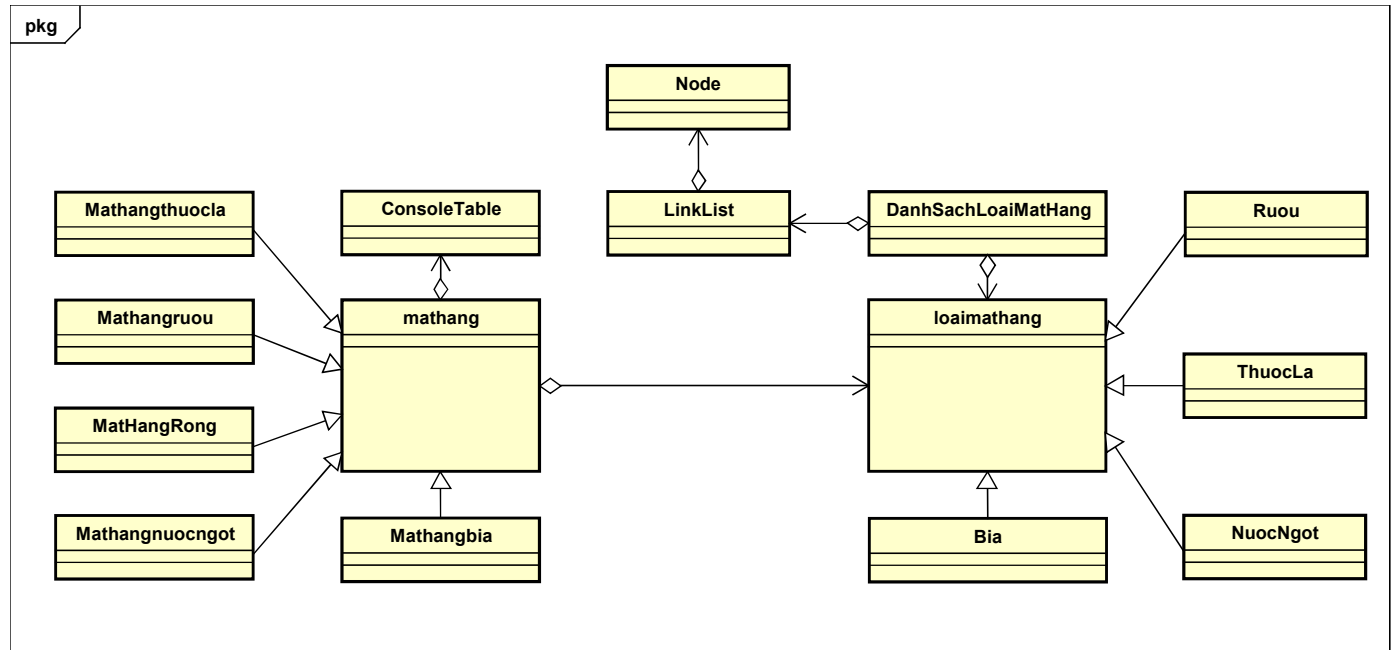 pkg
Node
Mathangthuocla
ConsoleTable
LinkList
DanhSachLoaiMatHang
Ruou
Mathangruou
mathang
loaimathang
ThuocLa
MatHangRong
Mathangnuocngot
Mathangbia
Bia
NuocNgot